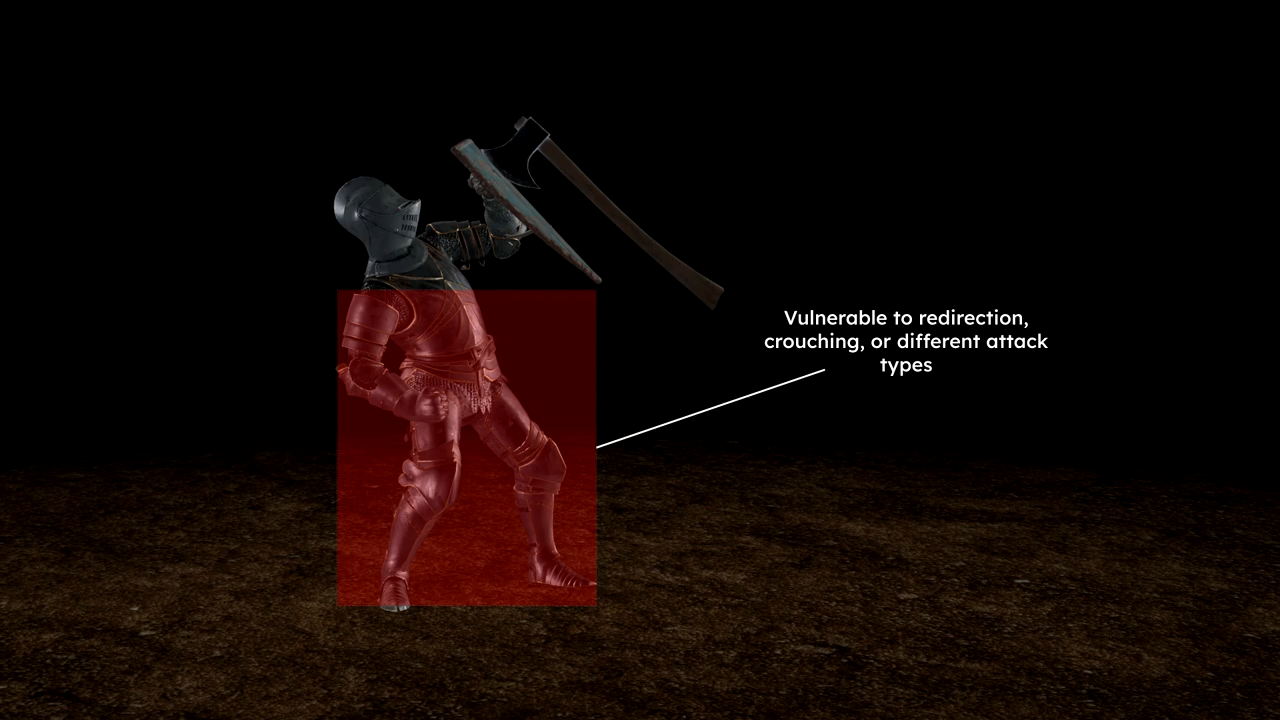 Vulnerable to redirection,
crouching, or different attack
types